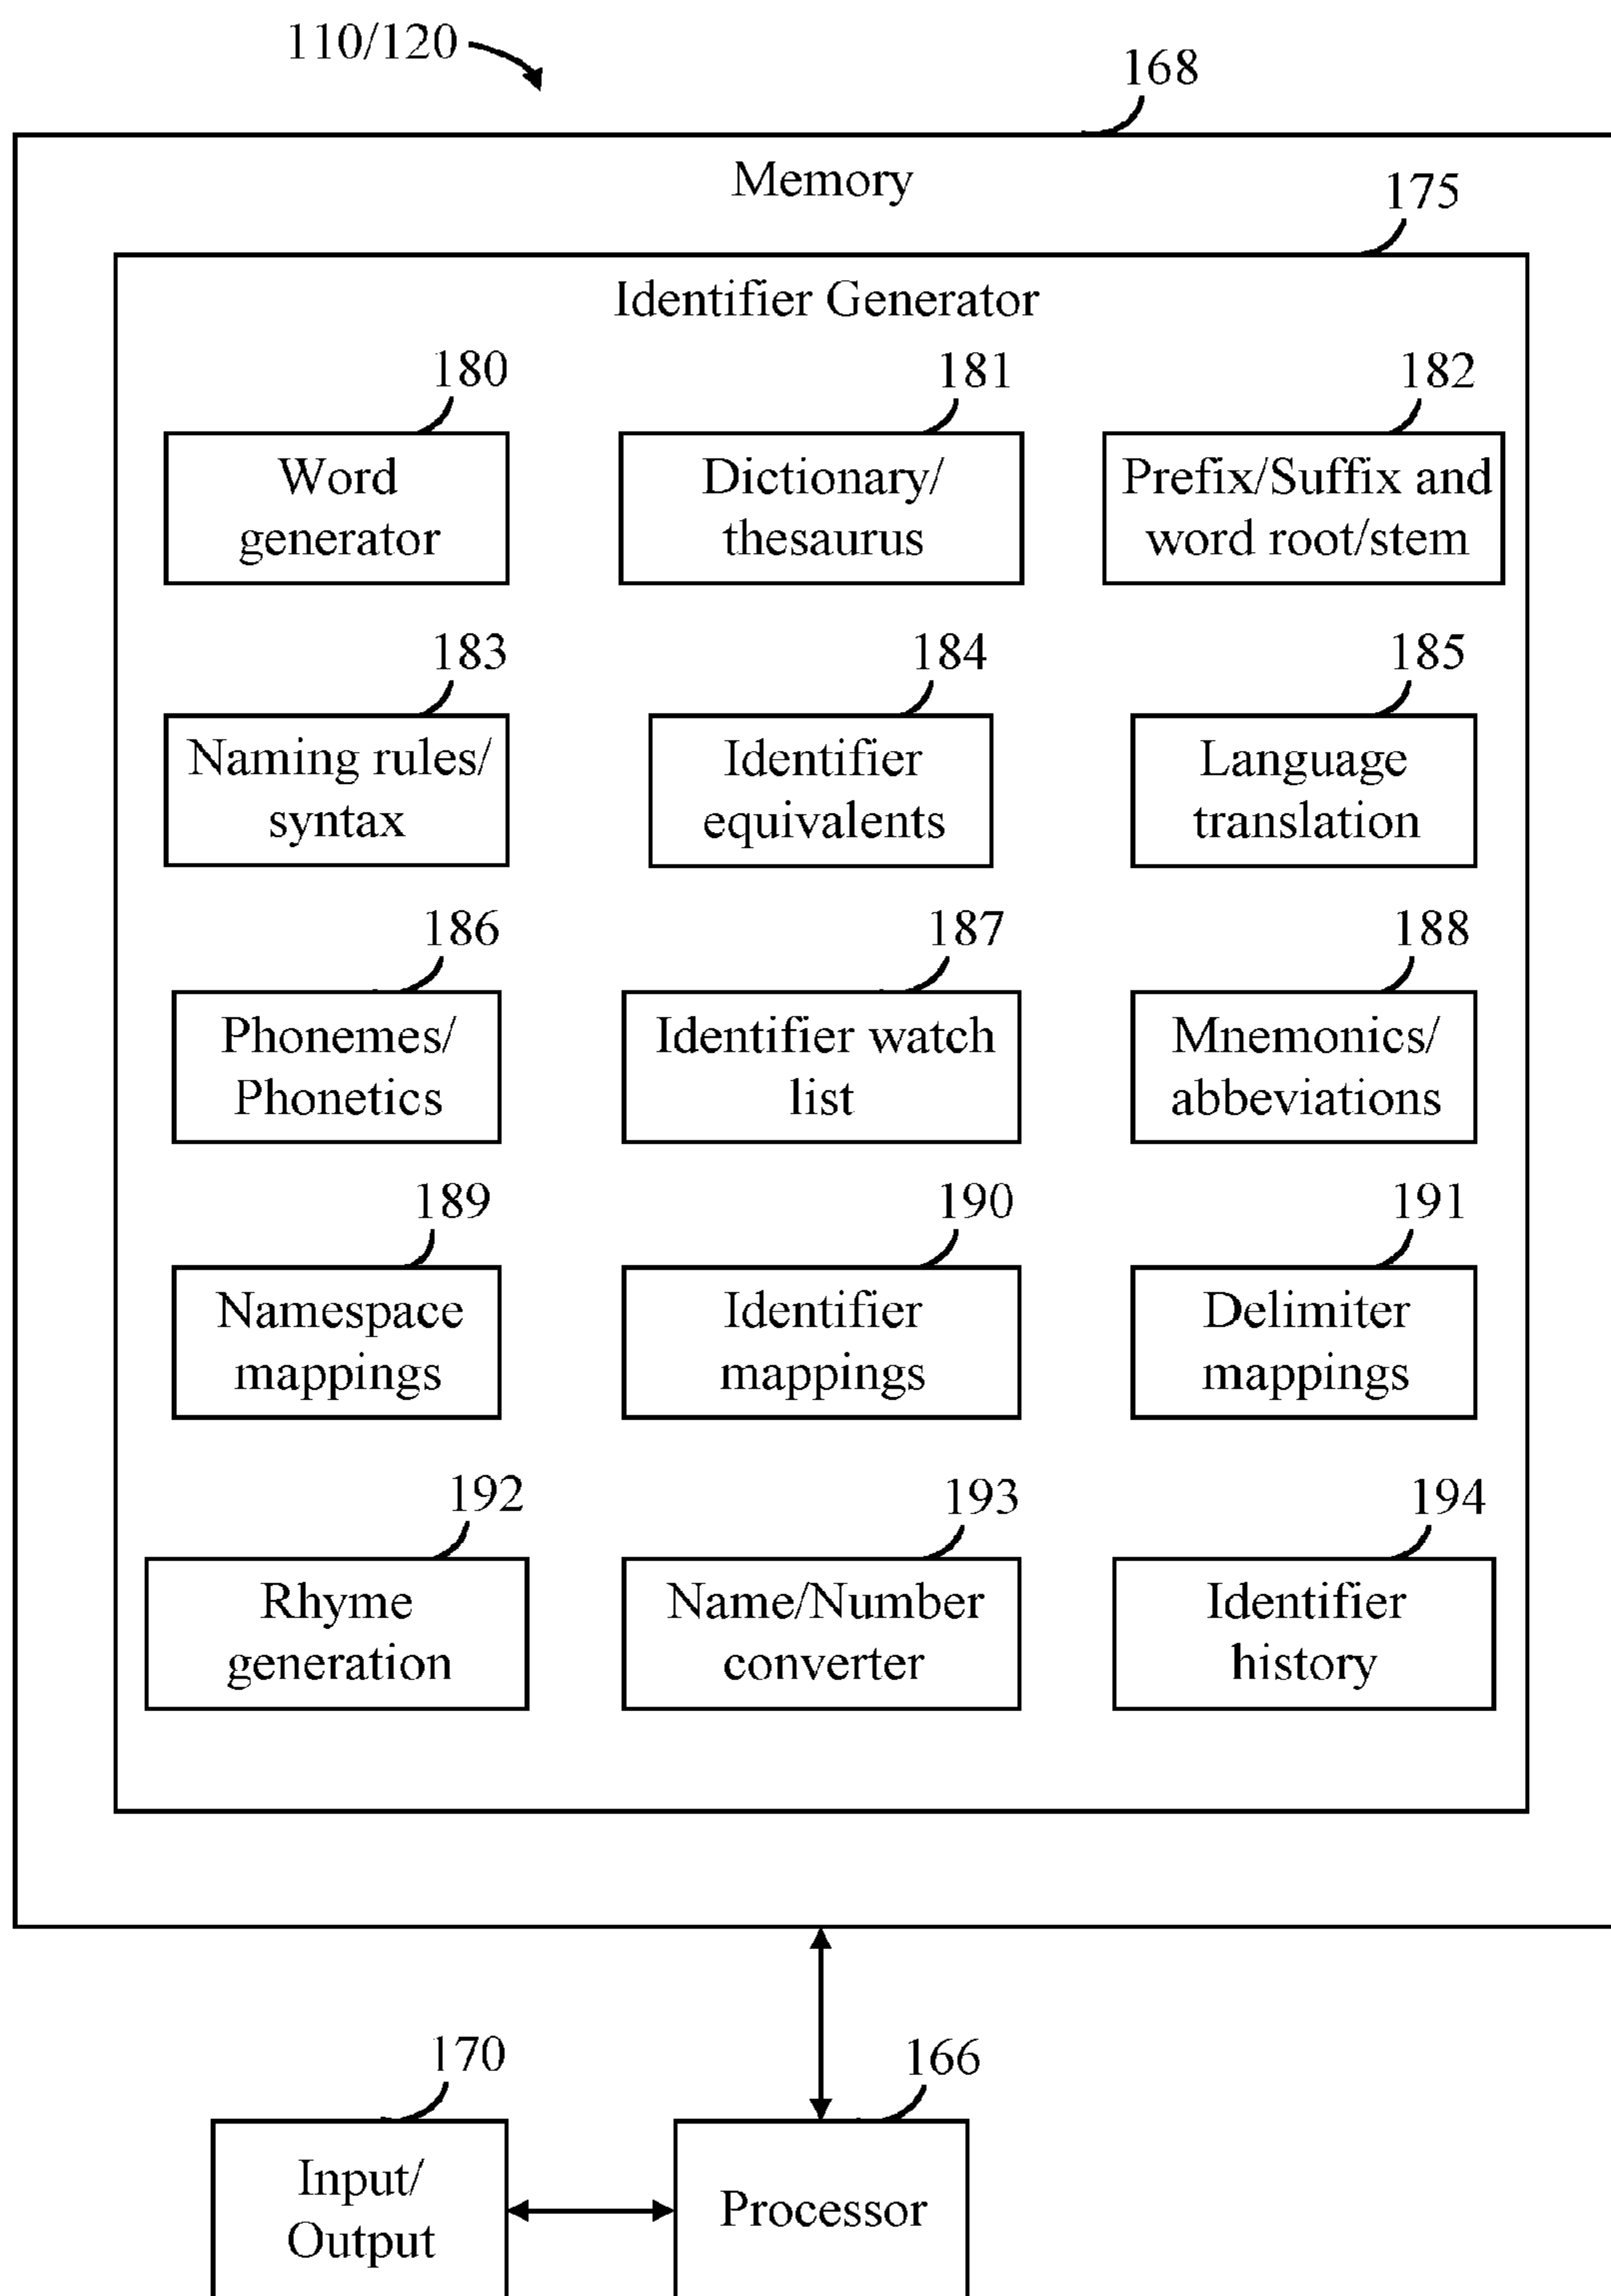 110/120
168
Memory
175
Identifier Generator
180
181
182
Word
generator
Dictionary/
thesaurus
Prefix/Suffix and
word root/stem
183
184
185
Naming rules/
syntax
Identifier
equivalents
Language
translation
186
187
188
Phonemes/
Phonetics
Identifier watch
list
Mnemonics/
abbeviations
189
190
191
Namespace
mappings
Identifier
mappings
Delimiter
mappings
192
193
194
Rhyme
generation
Name/Number
converter
Identifier
history
170
166
Input/
Output
Processor